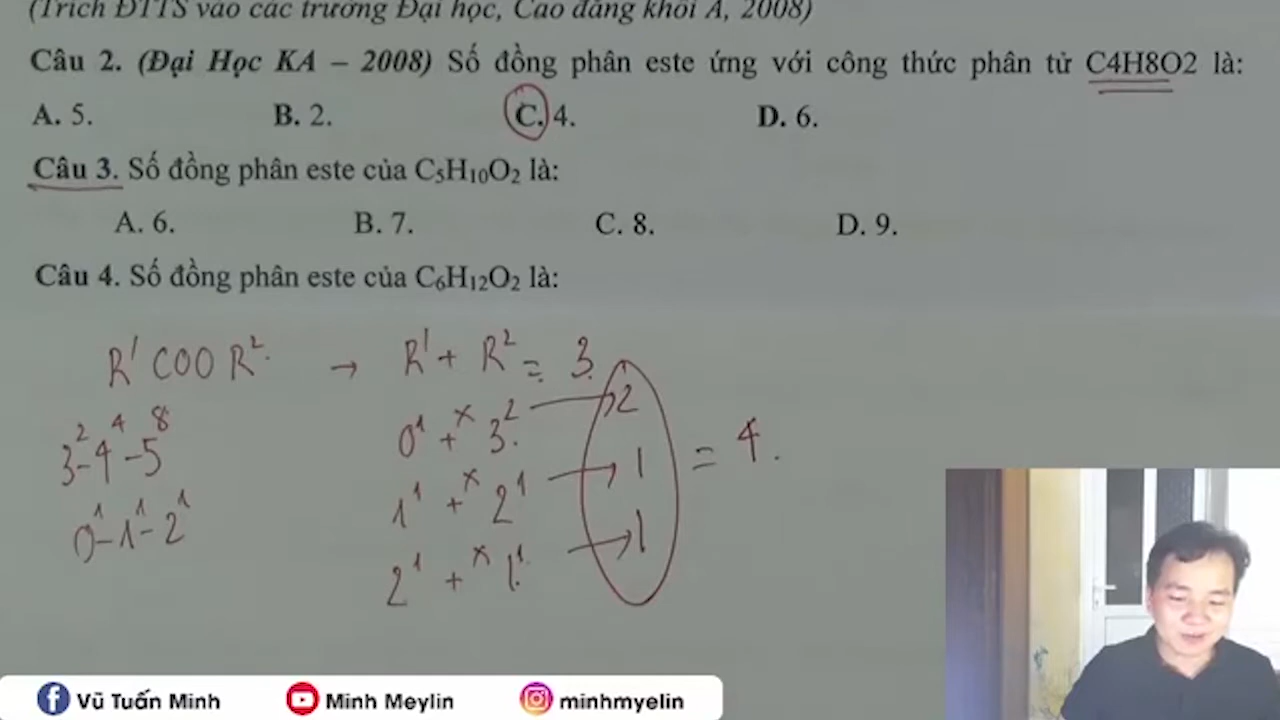 (Trích ĐTTS vào các trường Đại học, Cao đẳng khối A, 2008)
Câu 2. (Đại Học KA – 2008) Số đồng phân este ứng với công thức phân tử C4H8O2 là:
A. 5. B. 2. C. 4. D. 6.
Câu 3. Số đồng phân este của C₅H₁₀O₂ là:
A. 6. B. 7. C. 8. D. 9.
Câu 4. Số đồng phân este của C₆H₁₂O₂ là:
R¹COOR² → R¹ + R² = 3
3² - 4⁴ - 5⁸
0¹ - 1¹ - 2¹
0¹ + x 3² → 2
1¹ + x 2¹ → 1
2¹ + x 1¹ → 1
= 4.
Vũ Tuấn Minh Minh Meylin minhmyelin